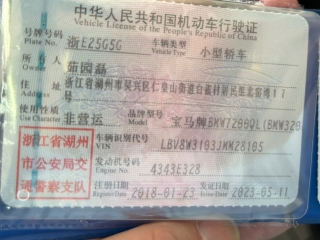 中华人民共和国机动车行驶证
Vehicle License of the People's Republic of China
号牌号码 浙E25G5G 车辆类型 小型轿车
Plate No. Vehicle Type
所有人 茹园磊
Owner
住址 浙江省湖州市吴兴区仁皇山街道山
Address
使用性质 非营运 品牌型号 宝马牌BMW7200QL(BMW320
Use Character Model
浙江省湖州市公安局交通警察支队
车辆识别代号
VIN LBV8W3103JMM28105
发动机号码 4343E328
Engine No.
注册日期 2018-01-23 发证日期 2023-05-11
Register Date Issue Date